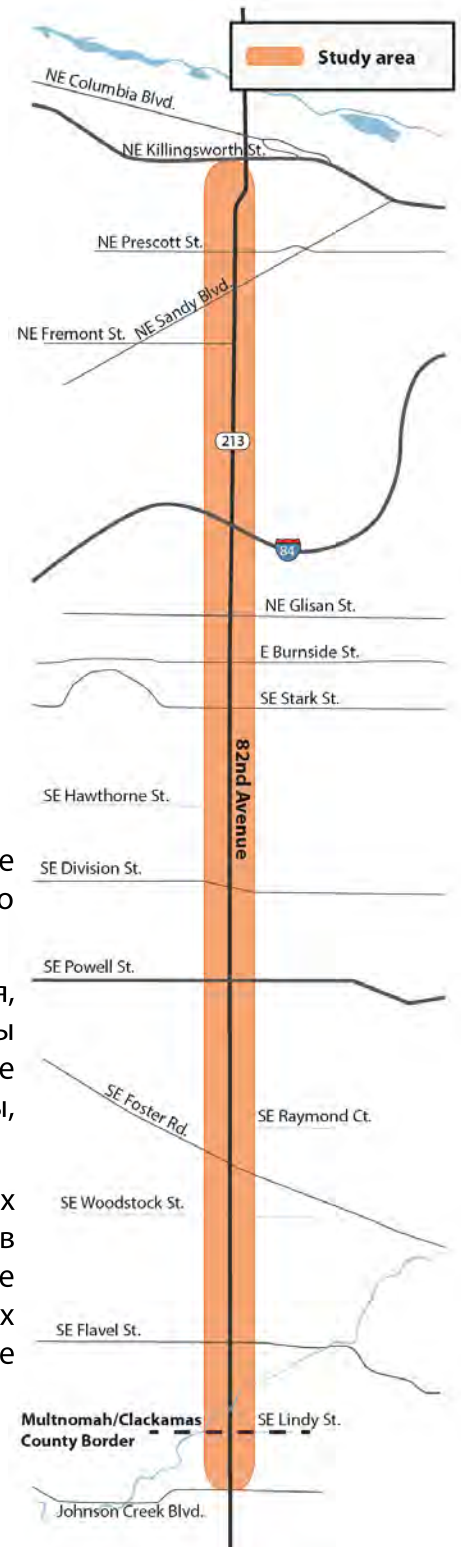 Study area
NE Columbia Blvd.
NE Killingsworth St.
NE Prescott St.
NE Sandy Blvd.
NE Fremont St.
213
84
NE Glisan St.
E Burnside St.
SE Stark St.
82nd Avenue
SE Hawthorne St.
е
SE Division St.
о
SE Powell St.
я,
ы
е
SE Foster Rd.
SE Raymond Ct.
ы,
х
SE Woodstock St.
в
е
х
SE Flavel St.
е
Multnomah/Clackamas
County Border
SE Lindy St.
Johnson Creek Blvd.